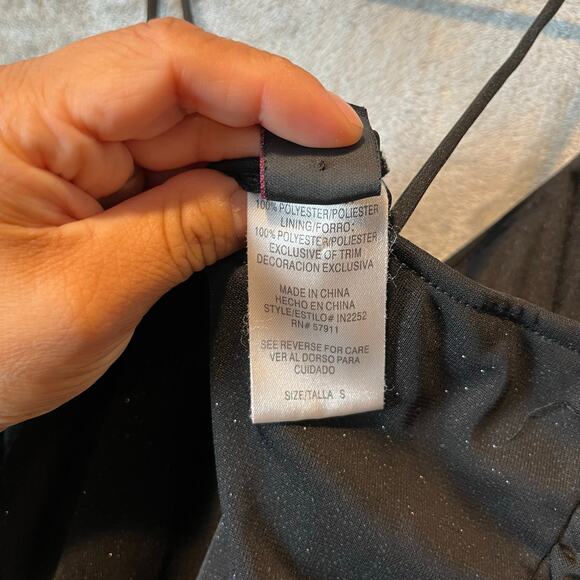 100% POLYESTER/POLIESTER
LINING/FORRO:
100% POLYESTER/POLIESTER
EXCLUSIVE OF TRIM
DECORACION EXCLUSIVA
MADE IN CHINA
HECHO EN CHINA
STYLE/ESTILO# IN2252
RN# 57911
SEE REVERSE FOR CARE
VER AL DORSO PARA
CUIDADO
SIZE/TALLA S